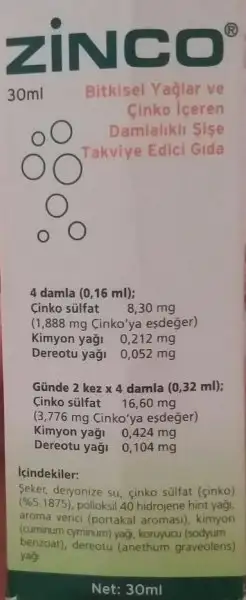 ZİNCO®
30ml
Bitkisel Yağlar ve
Çinko İçeren
Damlalıklı Şişe
Takviye Edici Gıda
4 damla (0,16 ml);
Çinko sülfat 8,30 mg
(1,888 mg Çinko'ya eşdeğer)
Kimyon yağı 0,212 mg
Dereotu yağı 0,052 mg
Günde 2 kez x 4 damla (0,32 ml);
Çinko sülfat 16,60 mg
(3,776 mg Çinko'ya eşdeğer)
Kimyon yağı 0,424 mg
Dereotu yağı 0,104 mg
İçindekiler:
Şeker, deiyonize su, çinko sülfat (çinko)
(%5.1875), polioksil 40 hidrojene hint yağı,
aroma verici (portakal aroması), kimyon
(cuminum cyminum) yağı, koruyucu (sodyum
benzoat), dereotu (anethum graveolens)
yağı
Net: 30ml